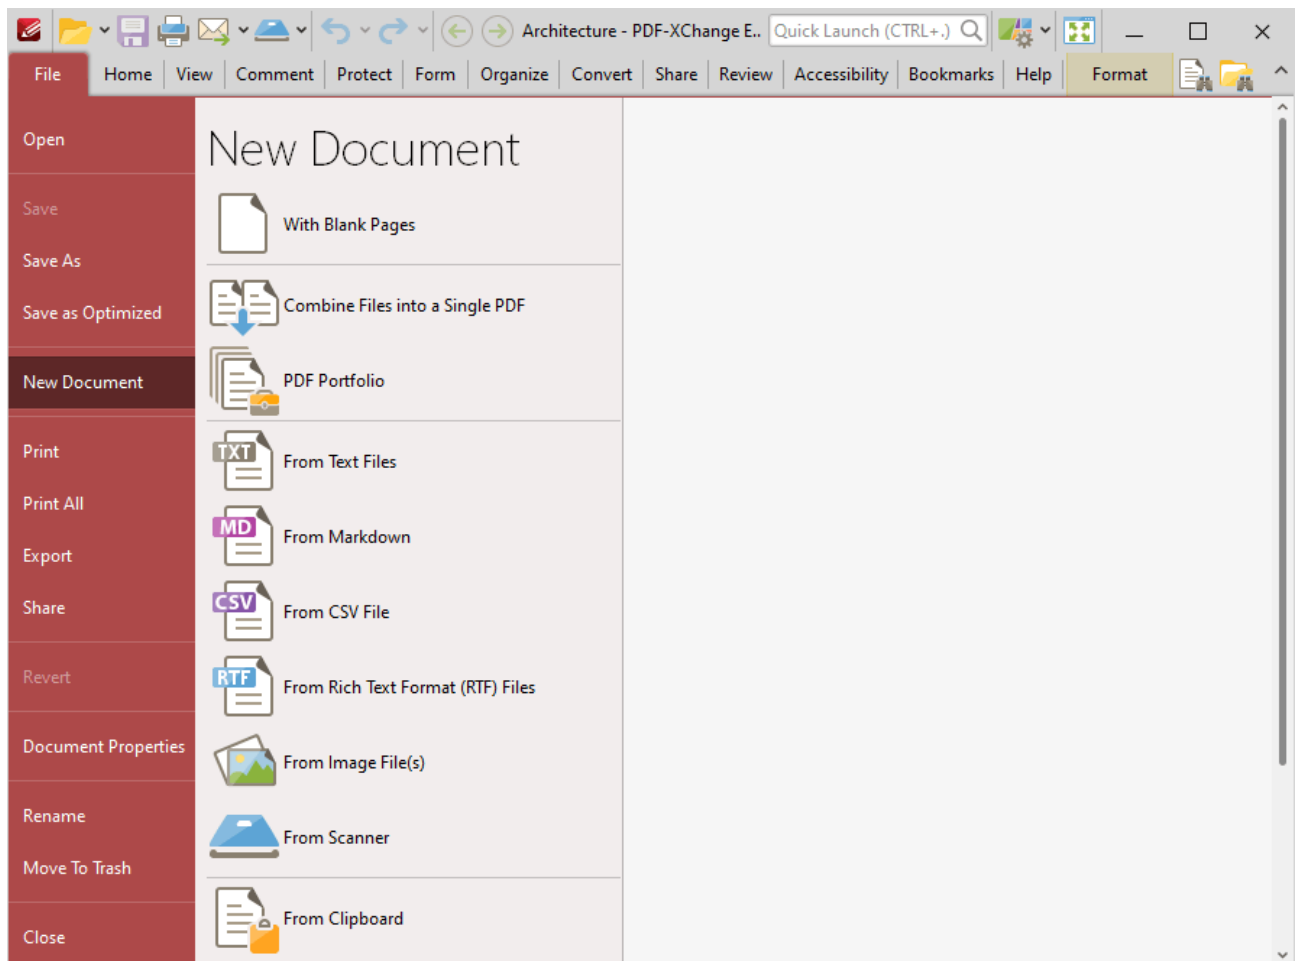 Architecture - PDF-XChange E..
Quick Launch (CTRL+.)
File Home View Comment Protect Form Organize Convert Share Review Accessibility Bookmarks Help Format
Open
Save
Save As
Save as Optimized
New Document
Print
Print All
Export
Share
Revert
Document Properties
Rename
Move To Trash
Close
New Document
With Blank Pages
Combine Files into a Single PDF
PDF Portfolio
TXT From Text Files
MD From Markdown
CSV From CSV File
RTF From Rich Text Format (RTF) Files
From Image File(s)
From Scanner
From Clipboard